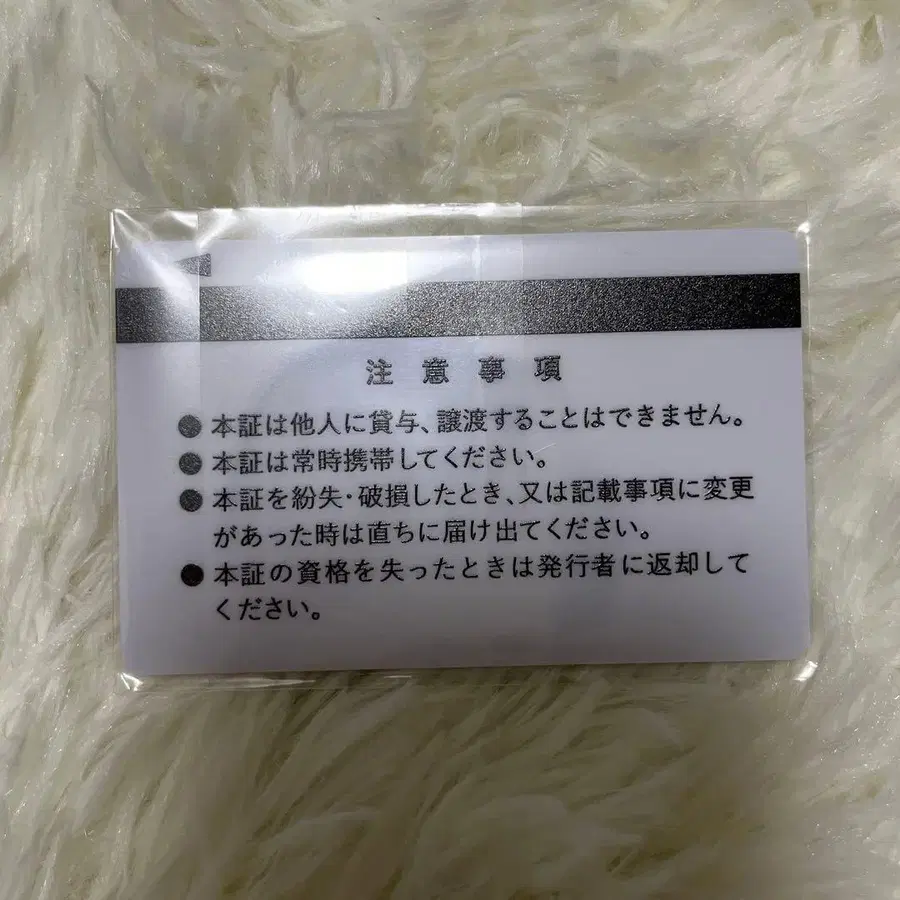 注意事項
●本証は他人に貸与、譲渡することはできません。
●本証は常時携帯してください。
●本証を紛失・破損したとき、又は記載事項に変更
があった時は直ちに届け出てください。
●本証の資格を失ったときは発行者に返却して
ください。